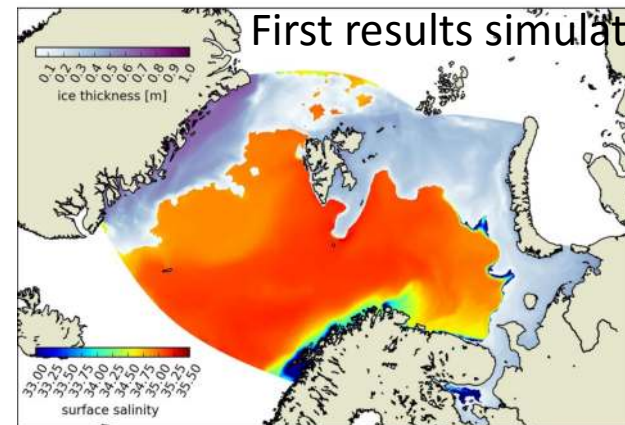 First results simulat
0.1 0.2 0.3 0.4 0.5 0.6 0.7 0.8 0.9 1.0
ice thickness [m]
33.00 33.25 33.50 33.75 34.00 34.25 34.50 34.75 35.00 35.25 35.50
surface salinity